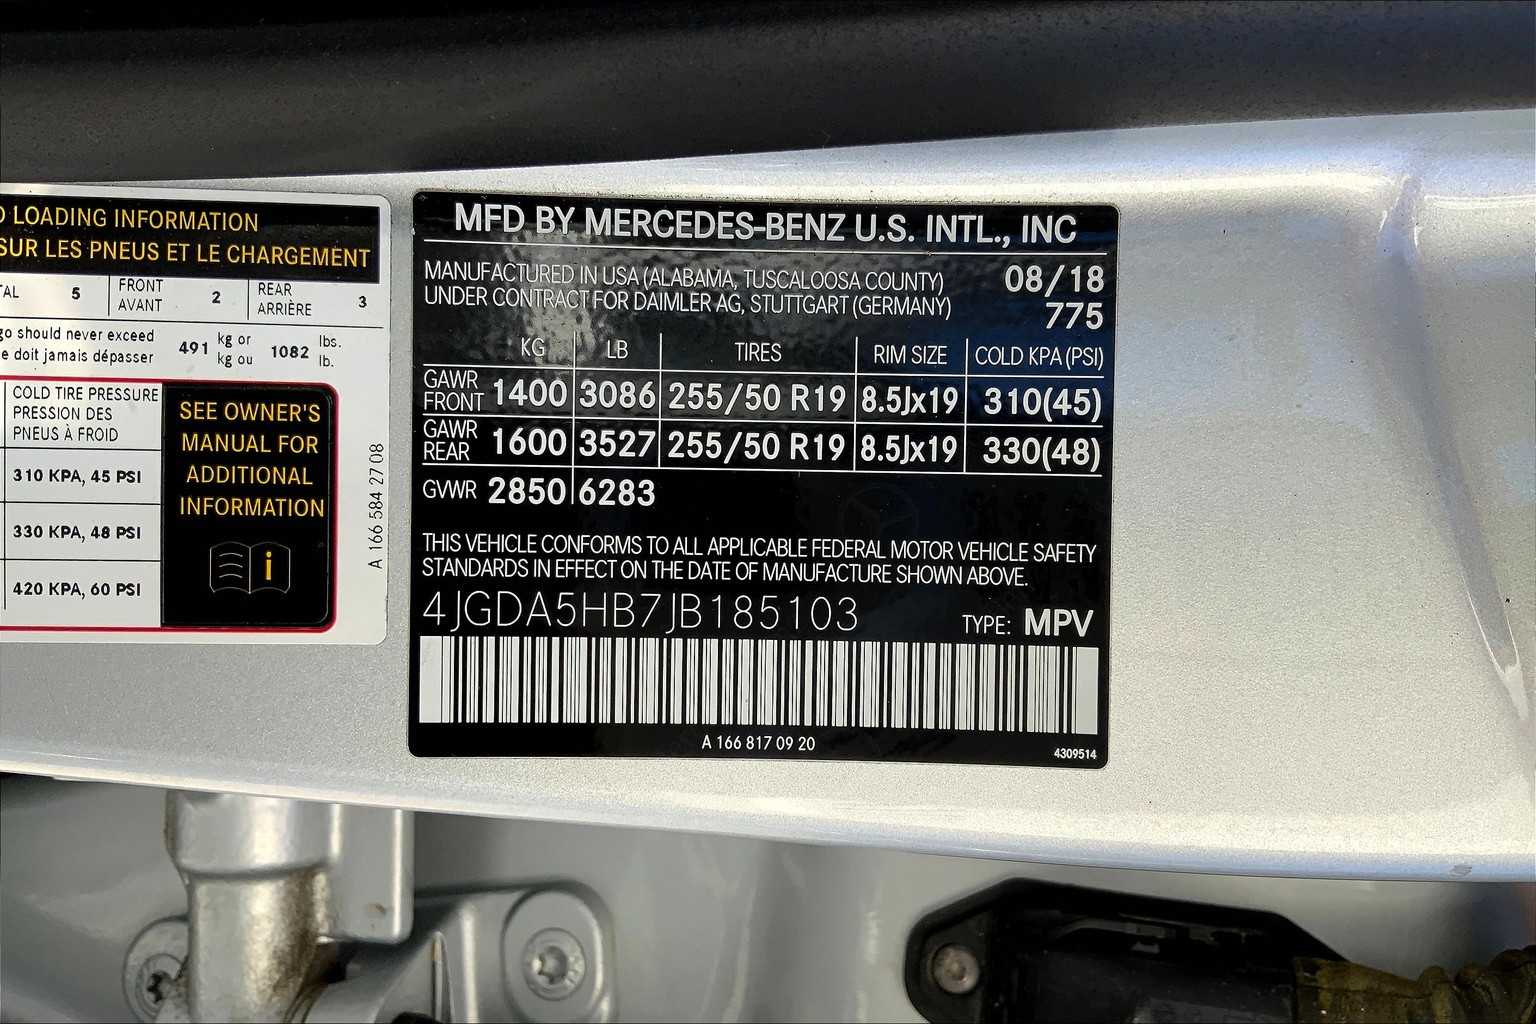 LOADING INFORMATION
SUR LES PNEUS ET LE CHARGEMENT
5
FRONT
AVANT
2
REAR
ARRIÈRE
3
should never exceed
doit jamais dépasser
491
kg or
kg ou
1082
lbs.
lb.
COLD TIRE PRESSURE
PRESSION DES
PNEUS À FROID
310 KPA, 45 PSI
330 KPA, 48 PSI
420 KPA, 60 PSI
SEE OWNER'S
MANUAL FOR
ADDITIONAL
INFORMATION
i
A 166 584 27 08
MFD BY MERCEDES-BENZ U.S. INTL., INC
MANUFACTURED IN USA (ALABAMA, TUSCALOOSA COUNTY) 08/18
UNDER CONTRACT FOR DAIMLER AG, STUTTGART (GERMANY) 775
KG LB TIRES RIM SIZE COLD KPA (PSI)
GAWR FRONT 1400 3086 255/50 R19 8.5Jx19 310(45)
GAWR REAR 1600 3527 255/50 R19 8.5Jx19 330(48)
GVWR 2850 6283
THIS VEHICLE CONFORMS TO ALL APPLICABLE FEDERAL MOTOR VEHICLE SAFETY
STANDARDS IN EFFECT ON THE DATE OF MANUFACTURE SHOWN ABOVE.
4JGDA5HB7JB185103 TYPE: MPV
A 166 817 09 20
4309514